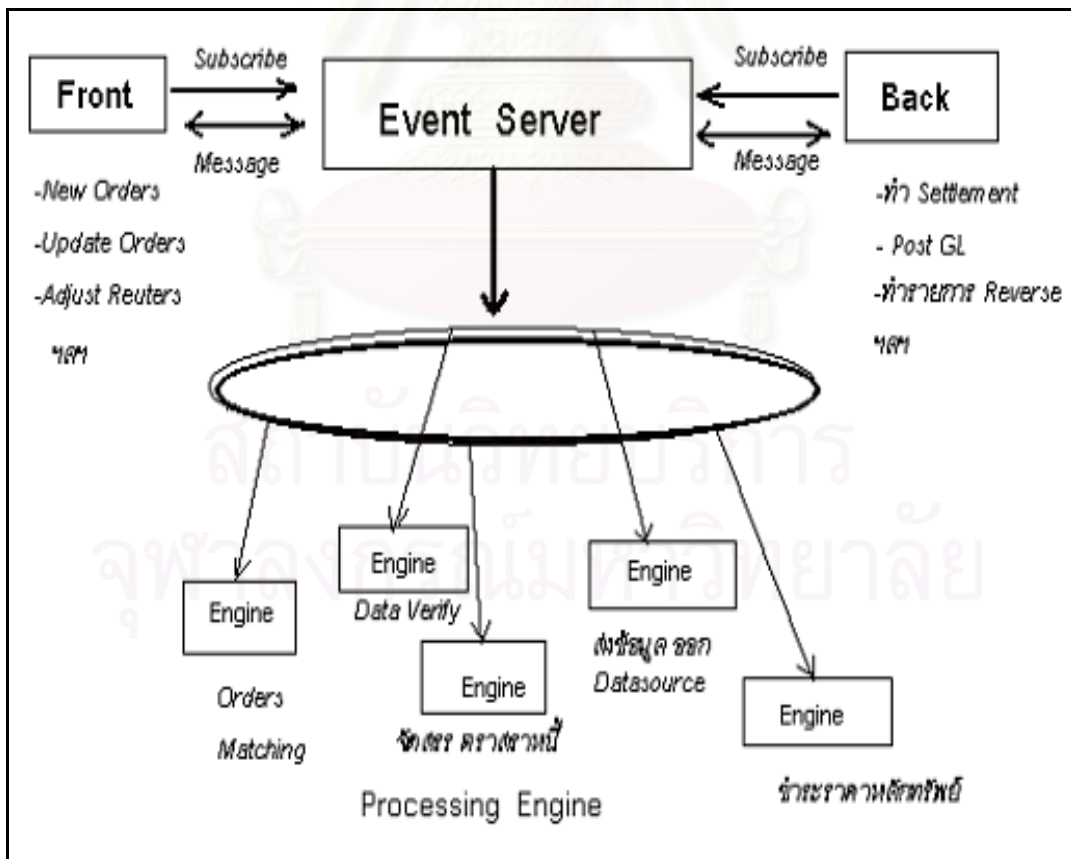 Subscribe
Subscribe
Front
Event Server
Back
Message
Message
-New Orders
-Update Orders
-Adjust Reuters
ฯลฯ
-ทำ Settlement
- Post GL
-ทำรายการ Reverse
ฯลฯ
สถาบันวิทยบริการ
จุฬาลงกรณ์มหาวิทยาลัย
Engine
Orders
Matching
Engine
Data Verify
Engine
จัดสรร ตราสารหนี้
Engine
ส่งข้อมูล ออก
Datasource
Engine
ชำระราคาหลักทรัพย์
Processing Engine